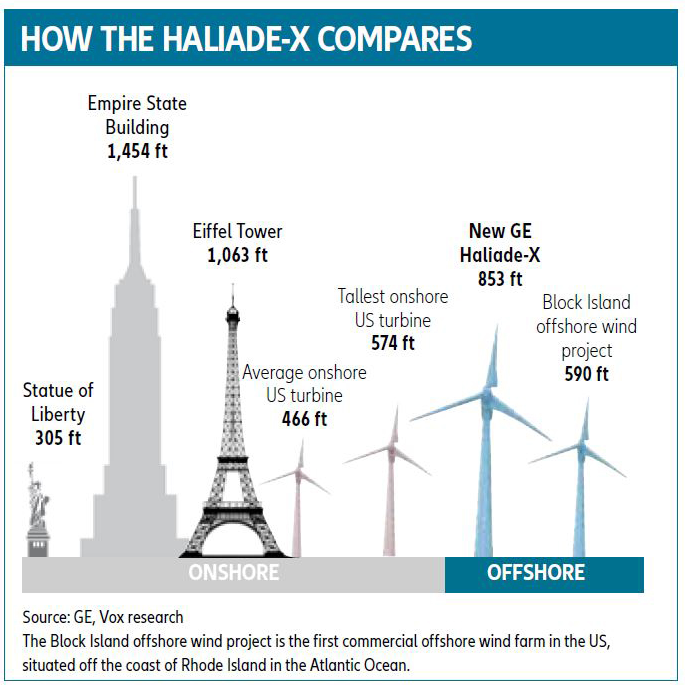 HOW THE HALIADE-X COMPARES
Empire State
Building
1,454 ft
Eiffel Tower
1,063 ft
New GE
Haliade-X
853 ft
Tallest onshore
US turbine
574 ft
Block Island
offshore wind
project
590 ft
Average onshore
US turbine
466 ft
Statue of
Liberty
305 ft
ONSHORE
OFFSHORE
Source: GE, Vox research
The Block Island offshore wind project is the first commercial offshore wind farm in the US,
situated off the coast of Rhode Island in the Atlantic Ocean.